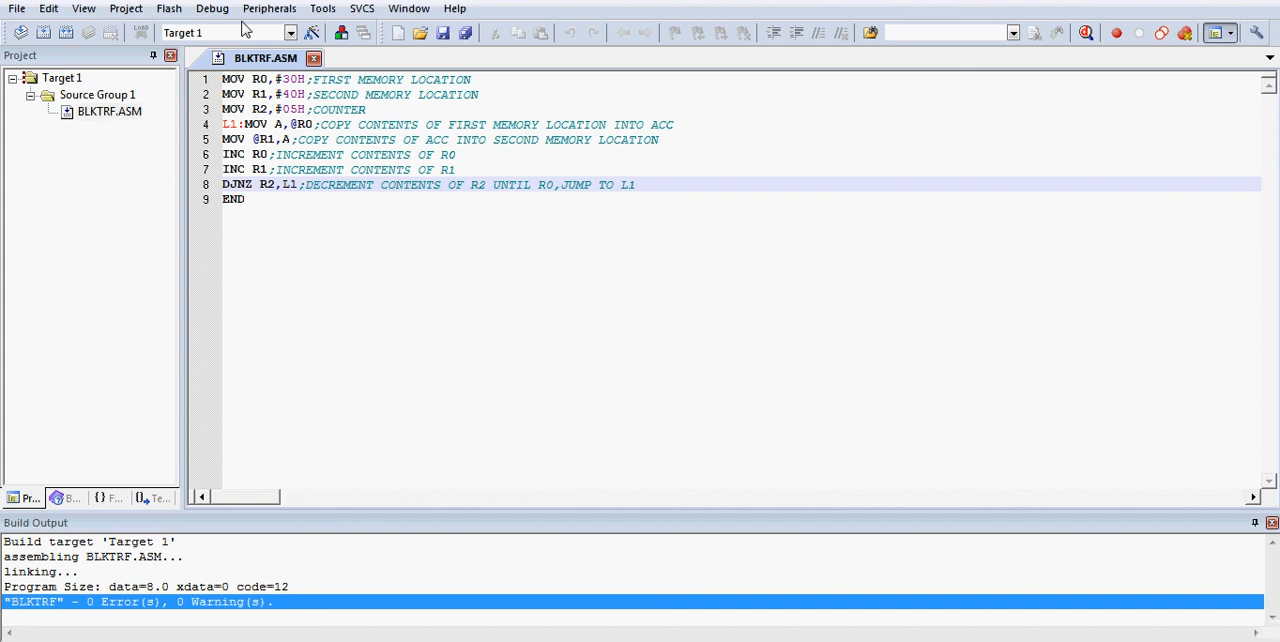 File Edit View Project Flash Debug Peripherals Tools SVCS Window Help
LOAD Target 1
Project
BLKTRF.ASM
Target 1
Source Group 1
BLKTRF.ASM
1 MOV R0,#30H;FIRST MEMORY LOCATION
2 MOV R1,#40H;SECOND MEMORY LOCATION
3 MOV R2,#05H;COUNTER
4 L1:MOV A,@R0;COPY CONTENTS OF FIRST MEMORY LOCATION INTO ACC
5 MOV @R1,A;COPY CONTENTS OF ACC INTO SECOND MEMORY LOCATION
6 INC R0;INCREMENT CONTENTS OF R0
7 INC R1;INCREMENT CONTENTS OF R1
8 DJNZ R2,L1;DECREMENT CONTENTS OF R2 UNTIL R0,JUMP TO L1
9 END
Pr... B... {} F... 0, Te...
Build Output
Build target 'Target 1'
assembling BLKTRF.ASM...
linking...
Program Size: data=8.0 xdata=0 code=12
"BLKTRF" - 0 Error(s), 0 Warning(s).